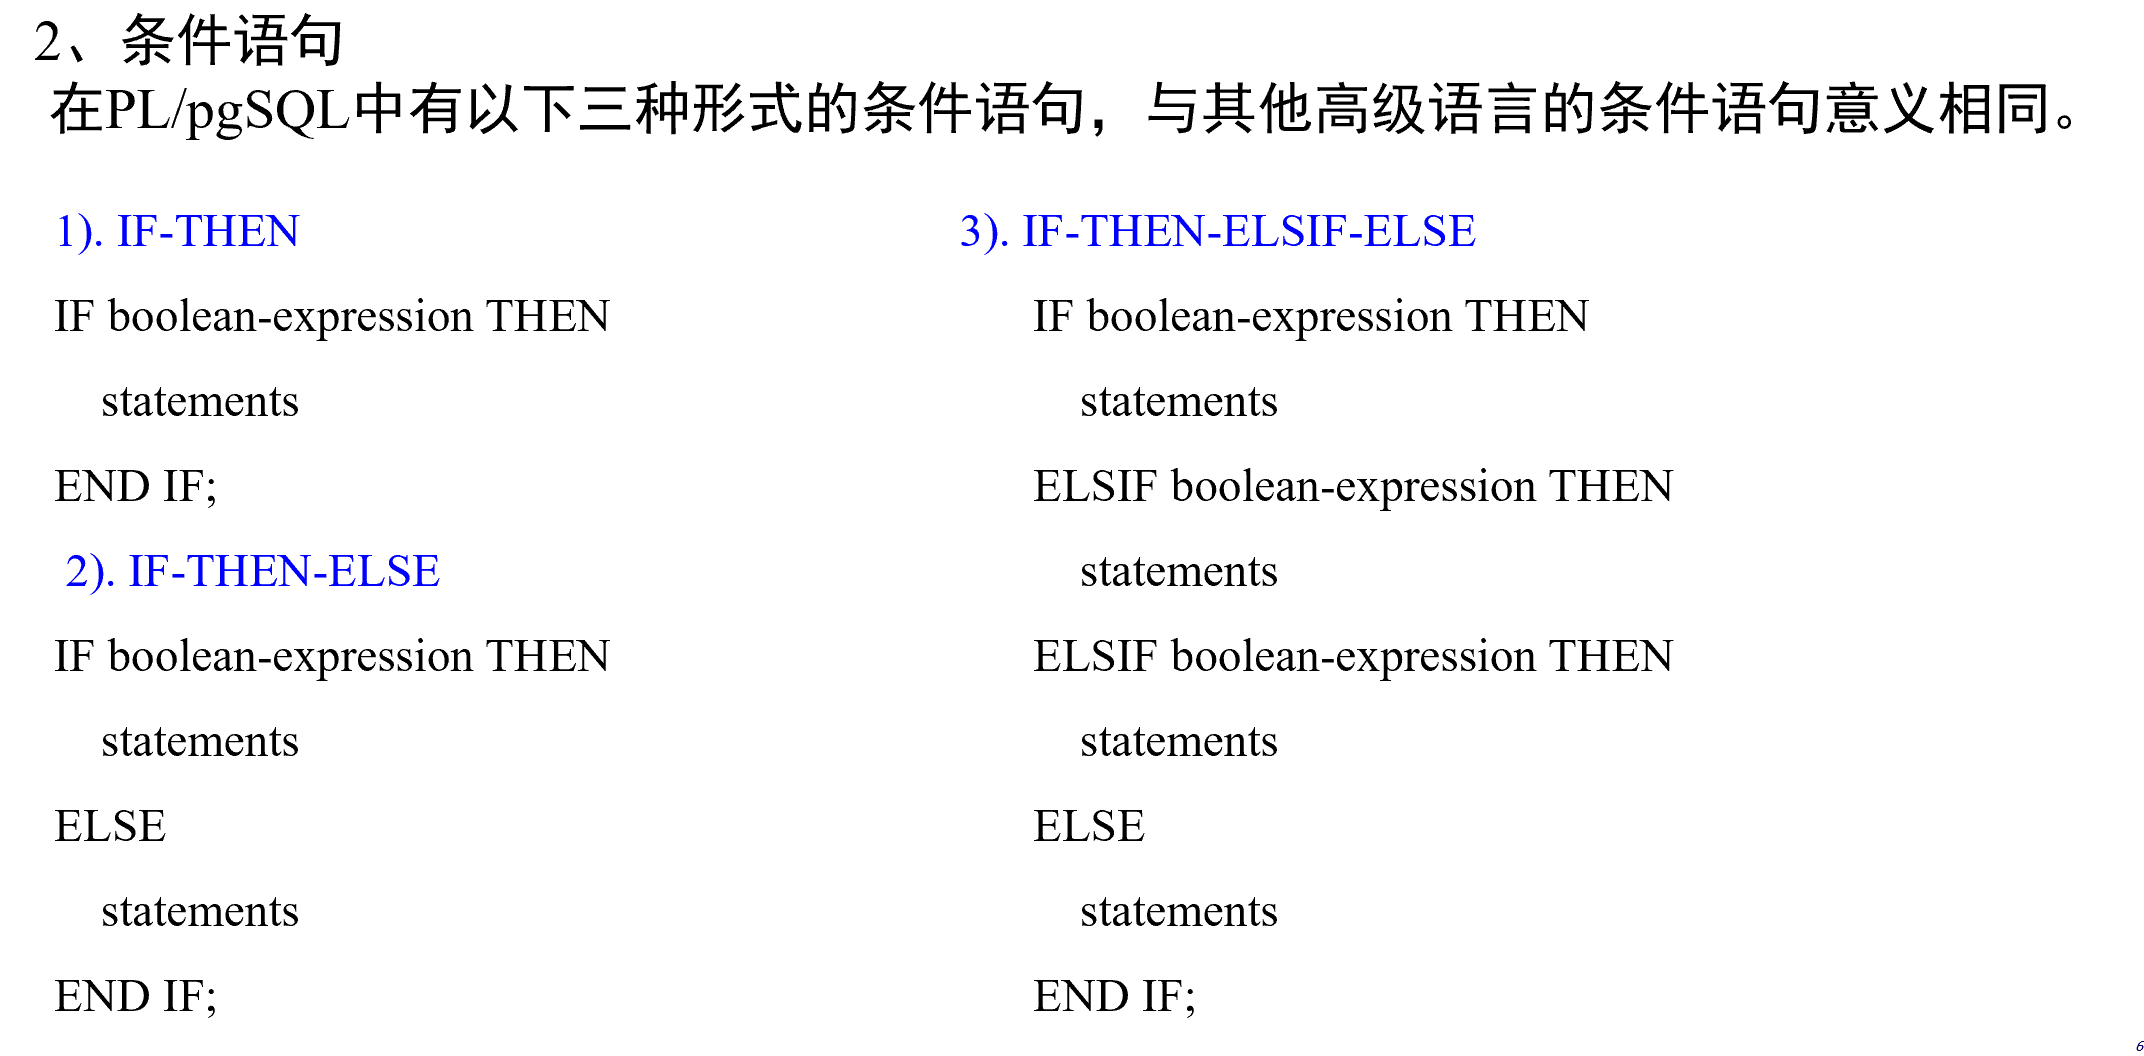 2、条件语句
在PL/pgSQL中有以下三种形式的条件语句，与其他高级语言的条件语句意义相同。
1). IF-THEN
IF boolean-expression THEN
statements
END IF;
2). IF-THEN-ELSE
IF boolean-expression THEN
statements
ELSE
statements
END IF;
3). IF-THEN-ELSIF-ELSE
IF boolean-expression THEN
statements
ELSIF boolean-expression THEN
statements
ELSIF boolean-expression THEN
statements
ELSE
statements
END IF;
6